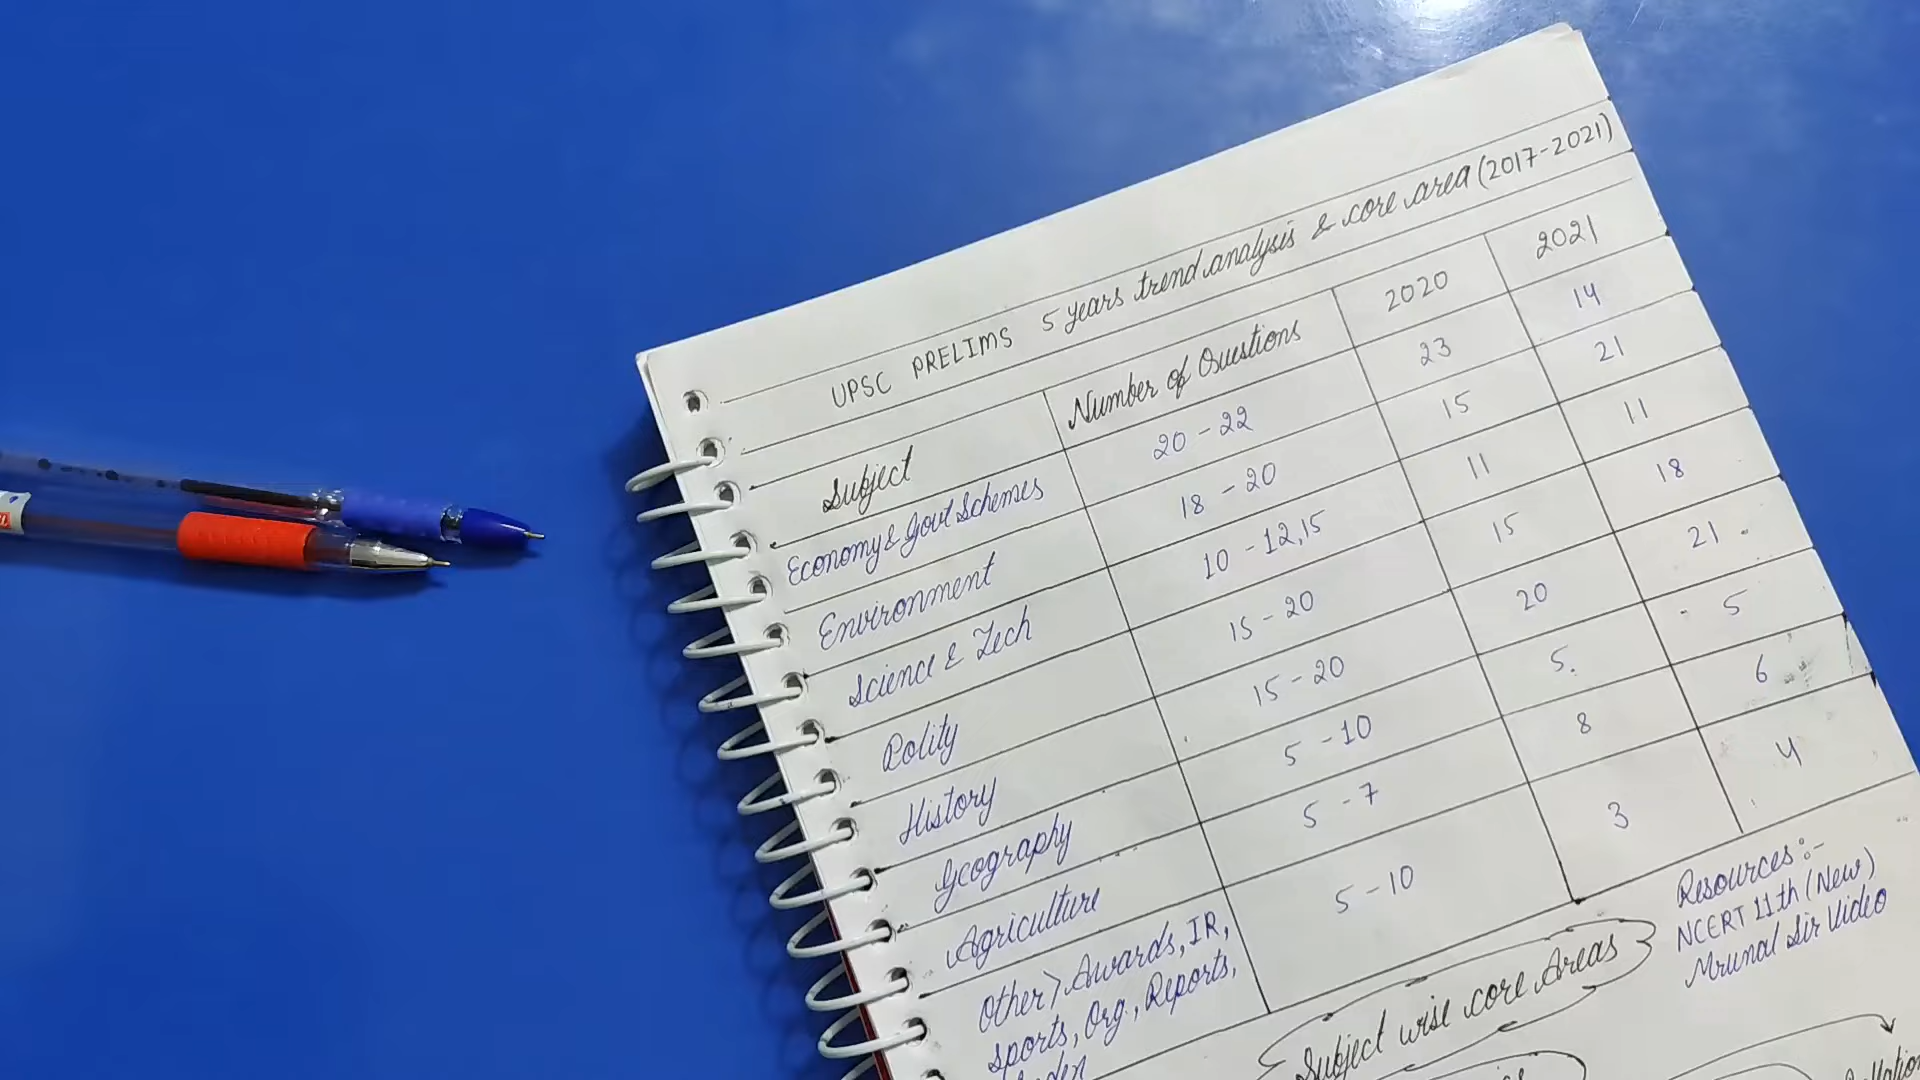 UPSC PRELIMS 5 years trend analysis & core area (2017-2021)
Subject Number of Questions 2020 2021
Economy & Govt Schemes 20 - 22 23 14
Environment 18 - 20 15 21
Science & Tech 10 - 12,15 11 11
Polity 15 - 20 15 18
History 15 - 20 20 21
Geography 5 - 10 5 5
Agriculture 5 - 7 8 6
Other > Awards, IR, 5 - 10 3 4
Sports, Org., Reports,
Resources :-
NCERT 11th (New)
Mrunal Sir Video
Subject wise core Areas